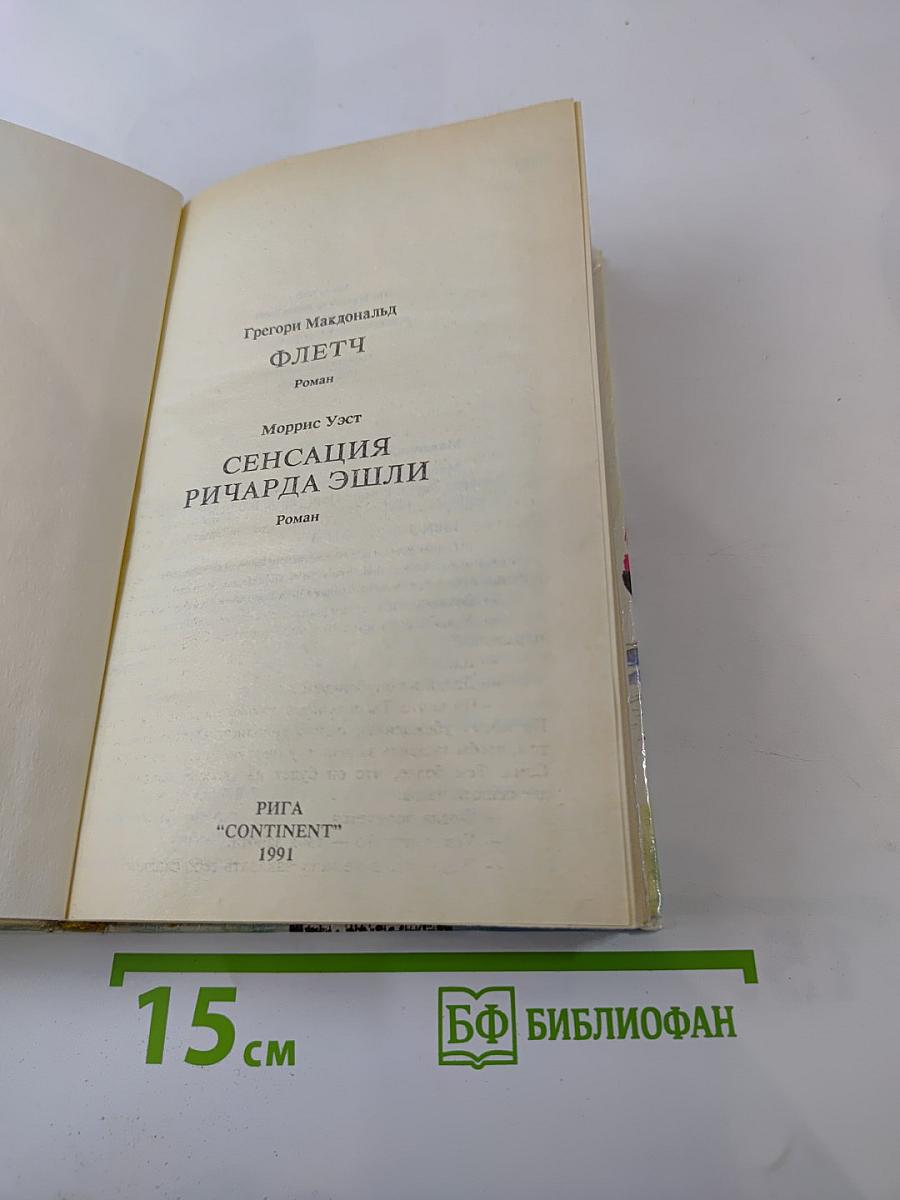 Грегори Макдональд
ФЛЕТЧ
Роман
Моррис Уэст
СЕНСАЦИЯ
РИЧАРДА ЭШЛИ
Роман
РИГА
“CONTINENT”
1991
15 см
БФ БИБЛИОФАН